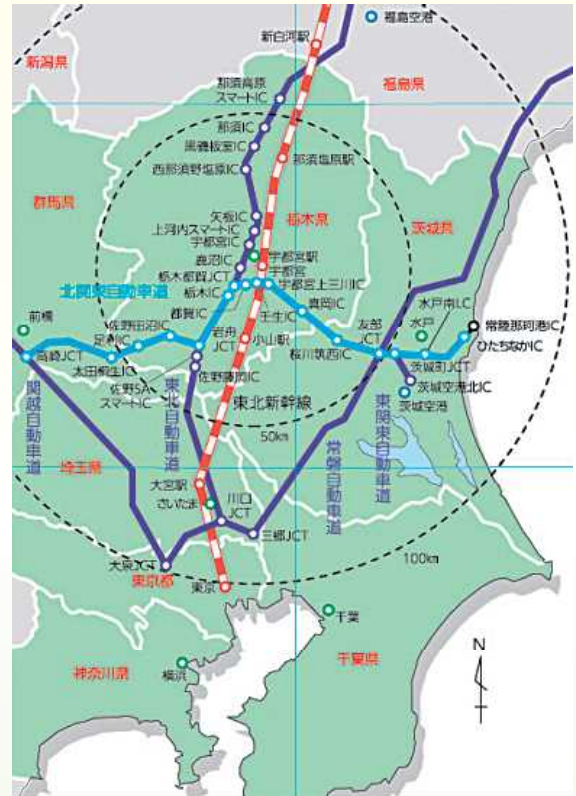 福島空港
新白河駅
新潟県
福島県
那須高原
スマートIC
那須IC
黒磯板室IC
那須塩原駅
西那須野塩原IC
群馬県
矢板IC
栃木県
茨城県
上河内スマートIC
宇都宮IC
鹿沼IC
宇都宮駅
宇都宮
栃木都賀JCT
宇都宮上三川IC
北関東自動車道
栃木IC
水戸南I.C
都賀IC
真岡IC
前橋
壬生IC
友部
JCT
水戸
常陸那珂港IC
佐野田沼IC
岩舟
JCT
ひたちなかIC
足利IC
小山駅
高崎JCT
桜川筑西IC
茨城町JCT
太田桐生IC
佐野藤岡IC
茨城空港北IC
佐野SA
スマートIC
東北新幹線
茨城空港
関越自動車道
東北自動車道
50km
常磐自動車道
東関東自動車道
埼玉県
大宮駅
さいたま
川口
JCT
三郷JCT
100km
大泉JCT
東京都
東京
千葉
N
神奈川県
横浜
千葉県